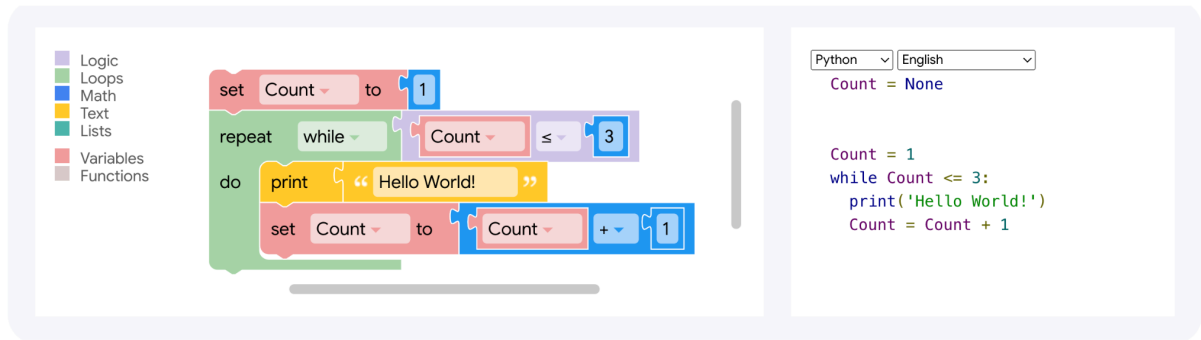 Logic
Loops
Math
Text
Lists
Variables
Functions
set Count to 1
repeat while Count ≤ 3
do print “ Hello World! ”
set Count to Count + 1
Python English
Count = None
Count = 1
while Count <= 3:
print('Hello World!')
Count = Count + 1